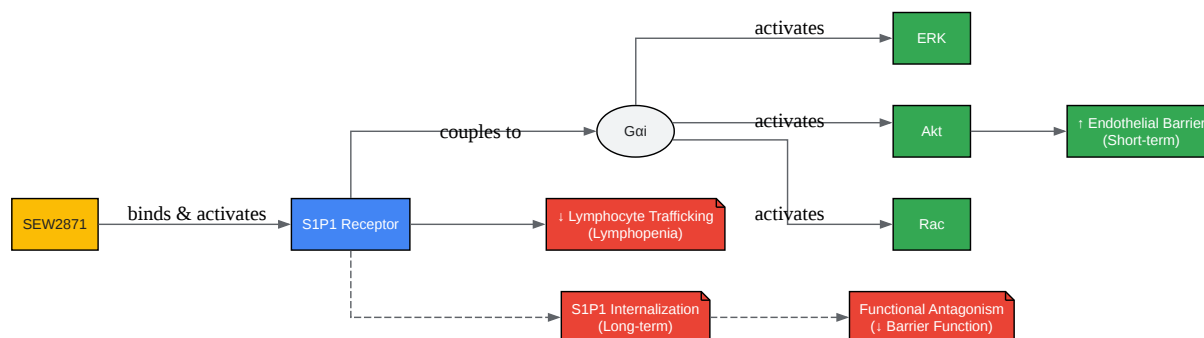 activates
ERK
couples to
Gαi
activates
Akt
↑ Endothelial Barrier
(Short-term)
SEW2871
binds & activates
S1P1 Receptor
↓ Lymphocyte Trafficking
(Lymphopenia)
activates
Rac
S1P1 Internalization
(Long-term)
Functional Antagonism
(↓ Barrier Function)